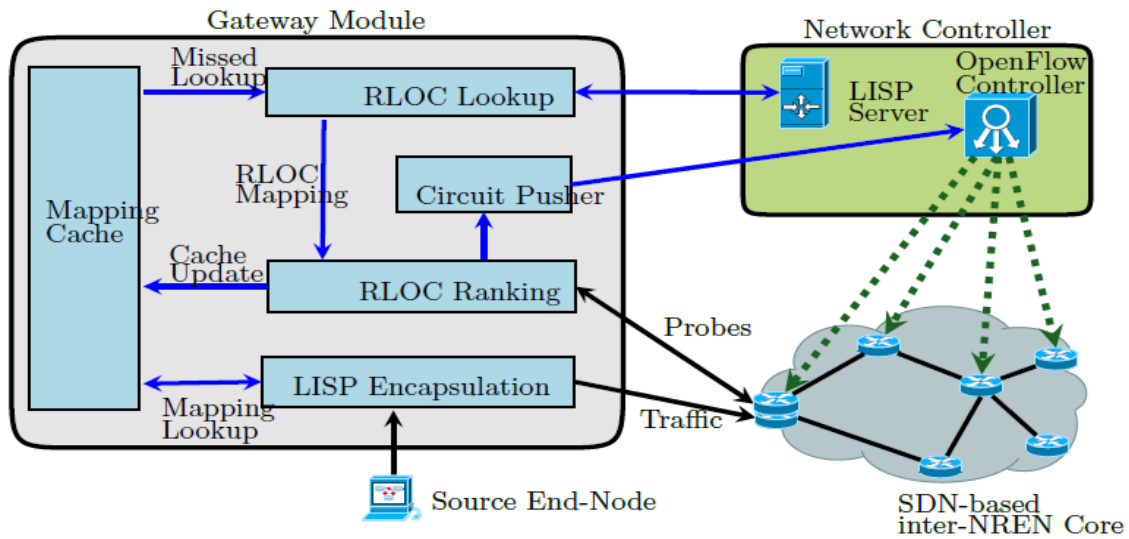 Gateway Module
Network Controller
Missed
Lookup
RLOC Lookup
LISP
Server
OpenFlow
Controller
RLOC
Mapping
Circuit Pusher
Mapping
Cache
Cache
Update
RLOC Ranking
Probes
LISP Encapsulation
Mapping
Lookup
Traffic
Source End-Node
SDN-based
inter-NREN Core